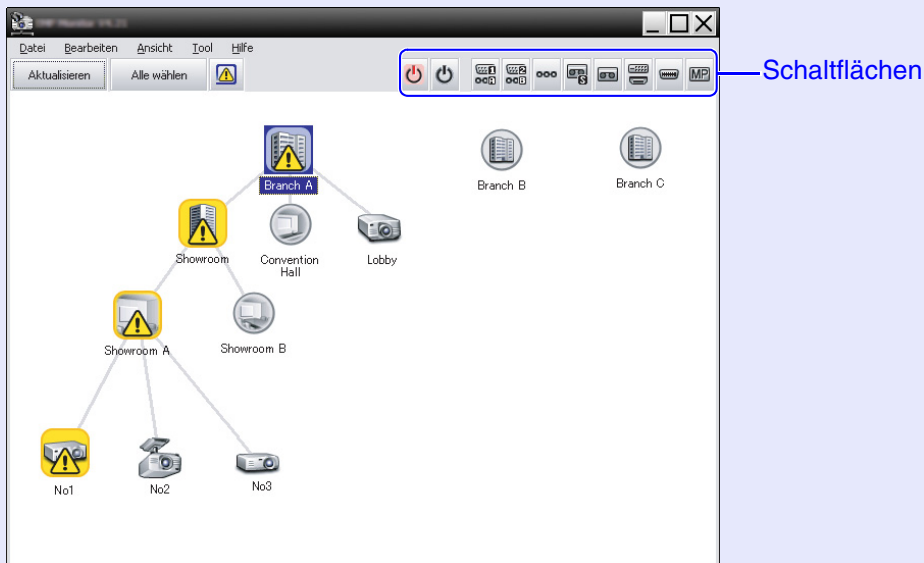 Datei Bearbeiten Ansicht Tool Hilfe
Aktualisieren Alle wählen
S
MP
Schaltflächen
Branch A
Branch B
Branch C
Showroom
Convention
Hall
Lobby
Showroom A
Showroom B
No1
No2
No3